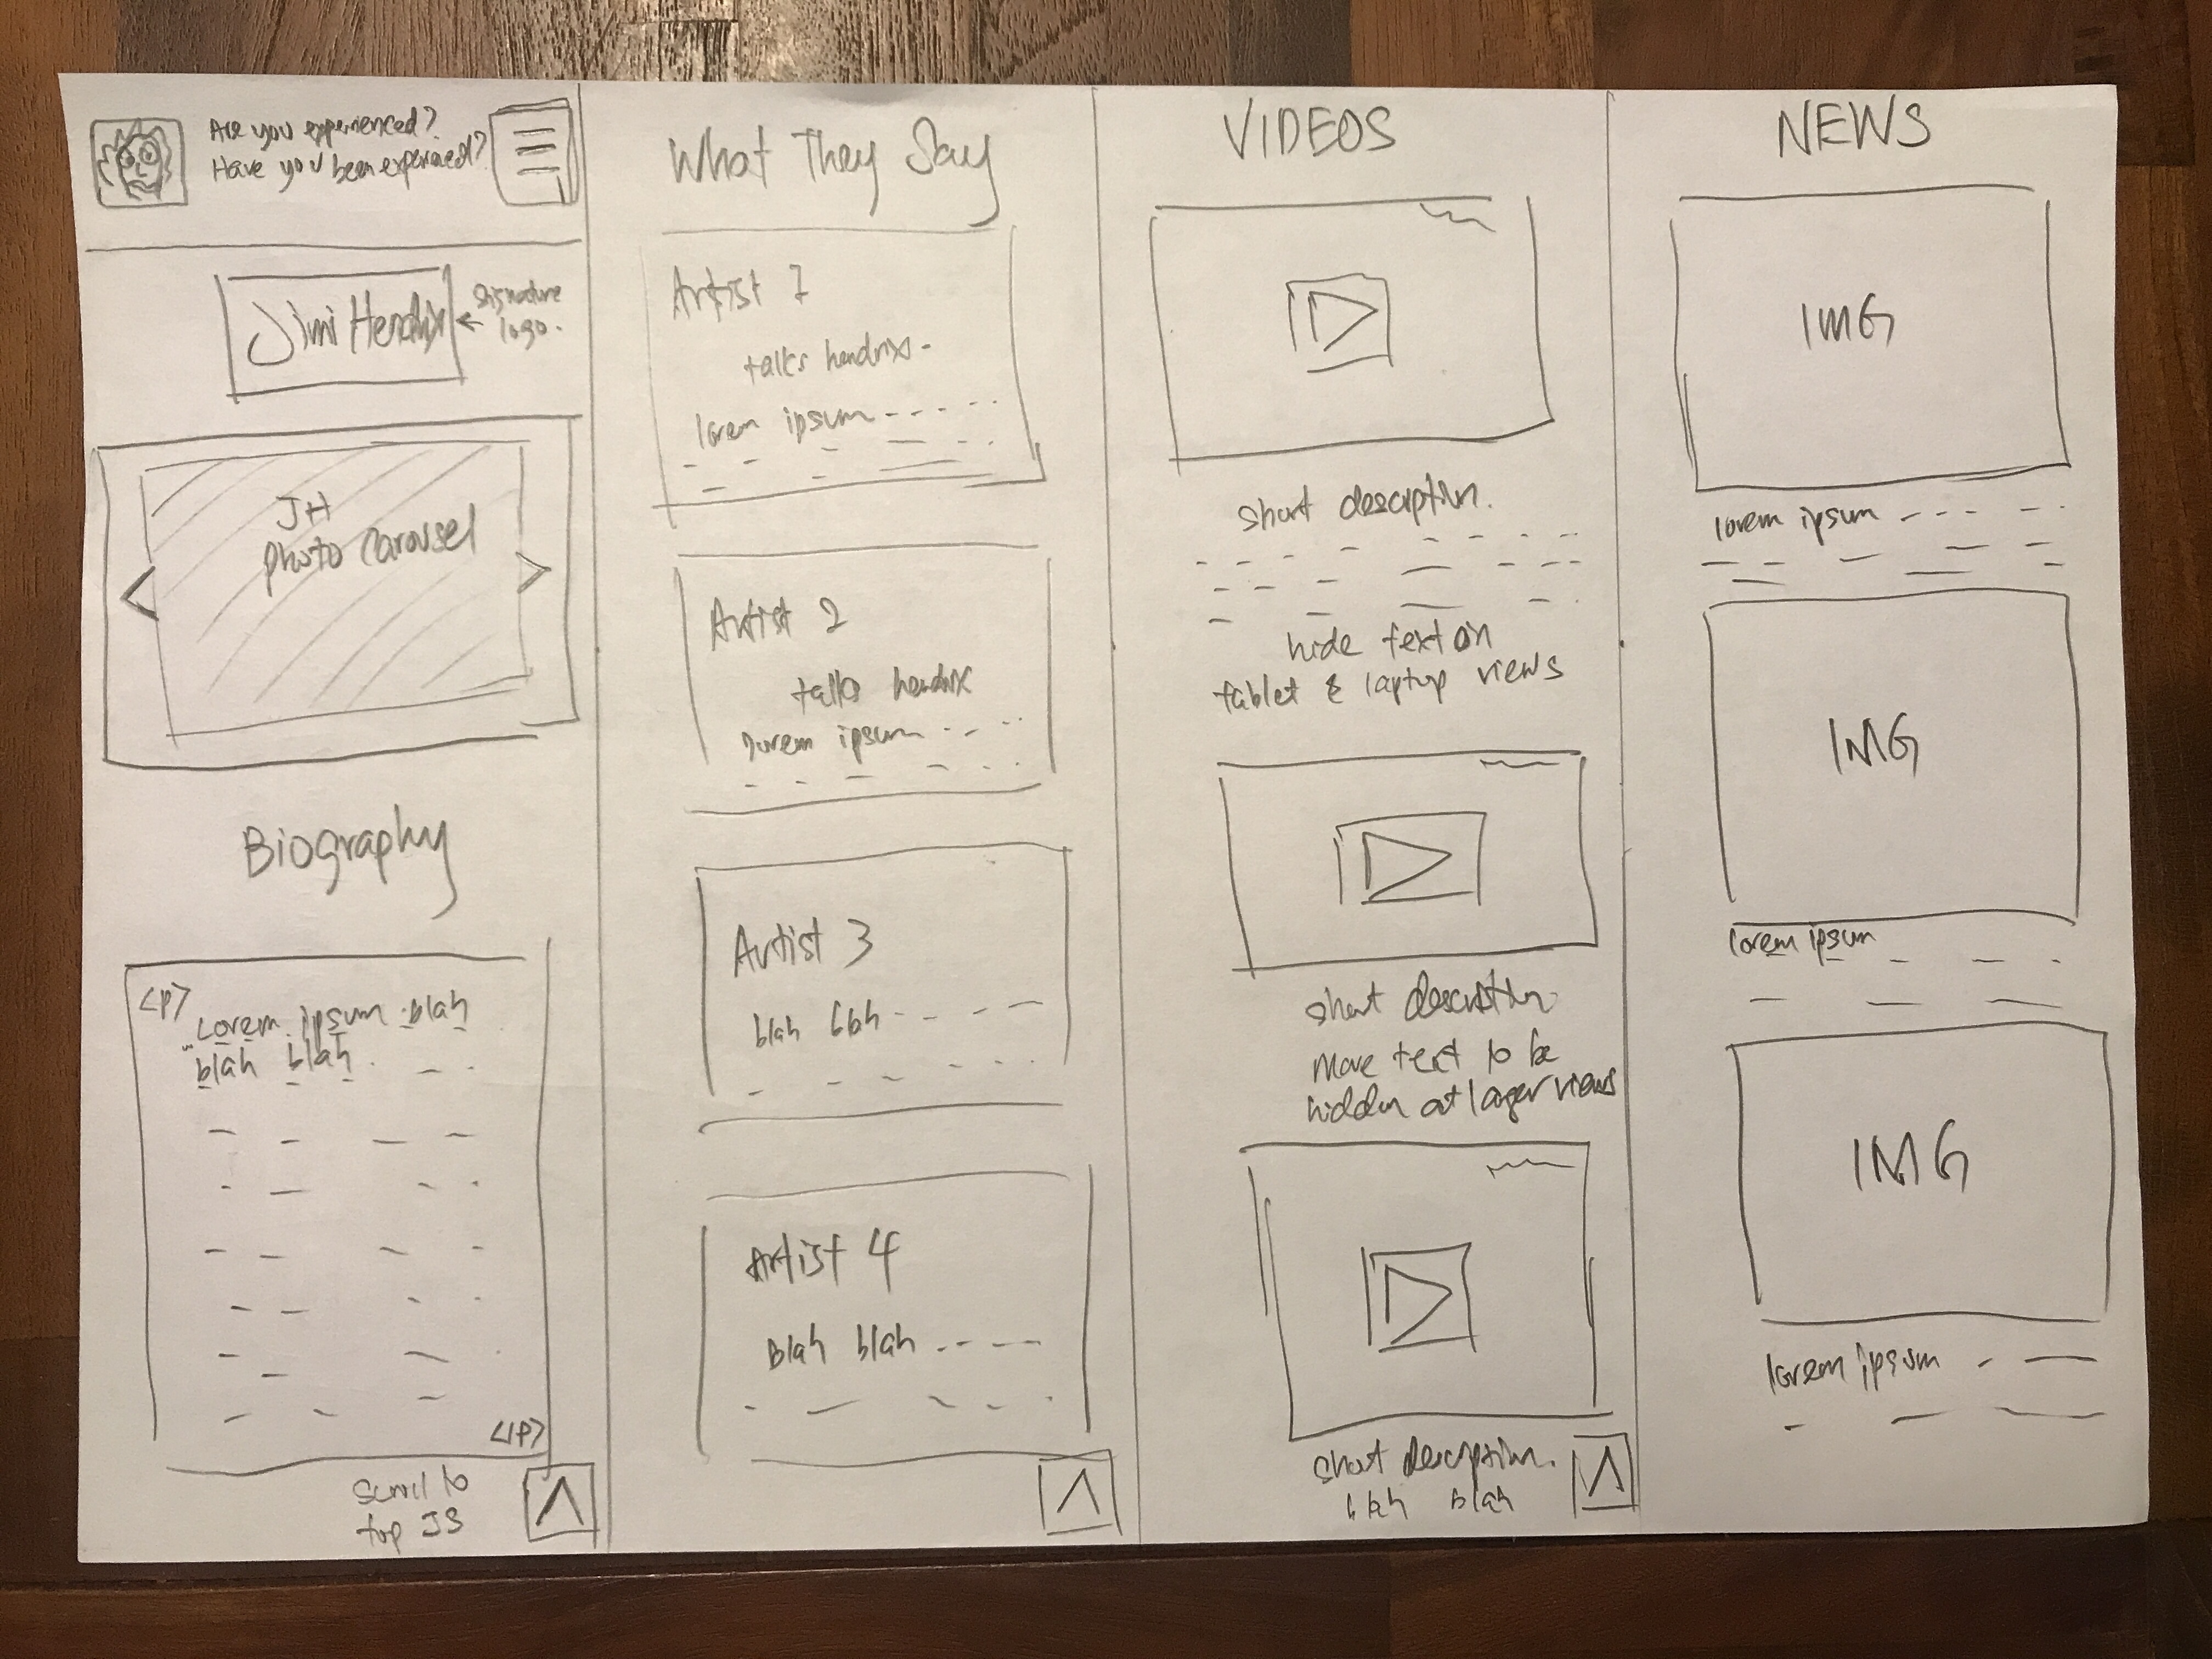 Are you experienced?
Have you been experienced?
Jimi Hendrix
← signature
logo.
JH
photo carousel
<
>
Biography
<p>
Lorem ipsum blah
blah blah
</p>
Scroll to
top JS
What They Say
Artist 1
talks hendrix
lorem ipsum
Artist 2
talks hendrix
lorem ipsum
Artist 3
blah blah
Artist 4
Blah blah
VIDEOS
short description.
hide text on
tablet & laptop views
short description
more text to be
hidden at larger views
short description.
blah blah
NEWS
IMG
lorem ipsum
IMG
lorem ipsum
IMG
lorem ipsum